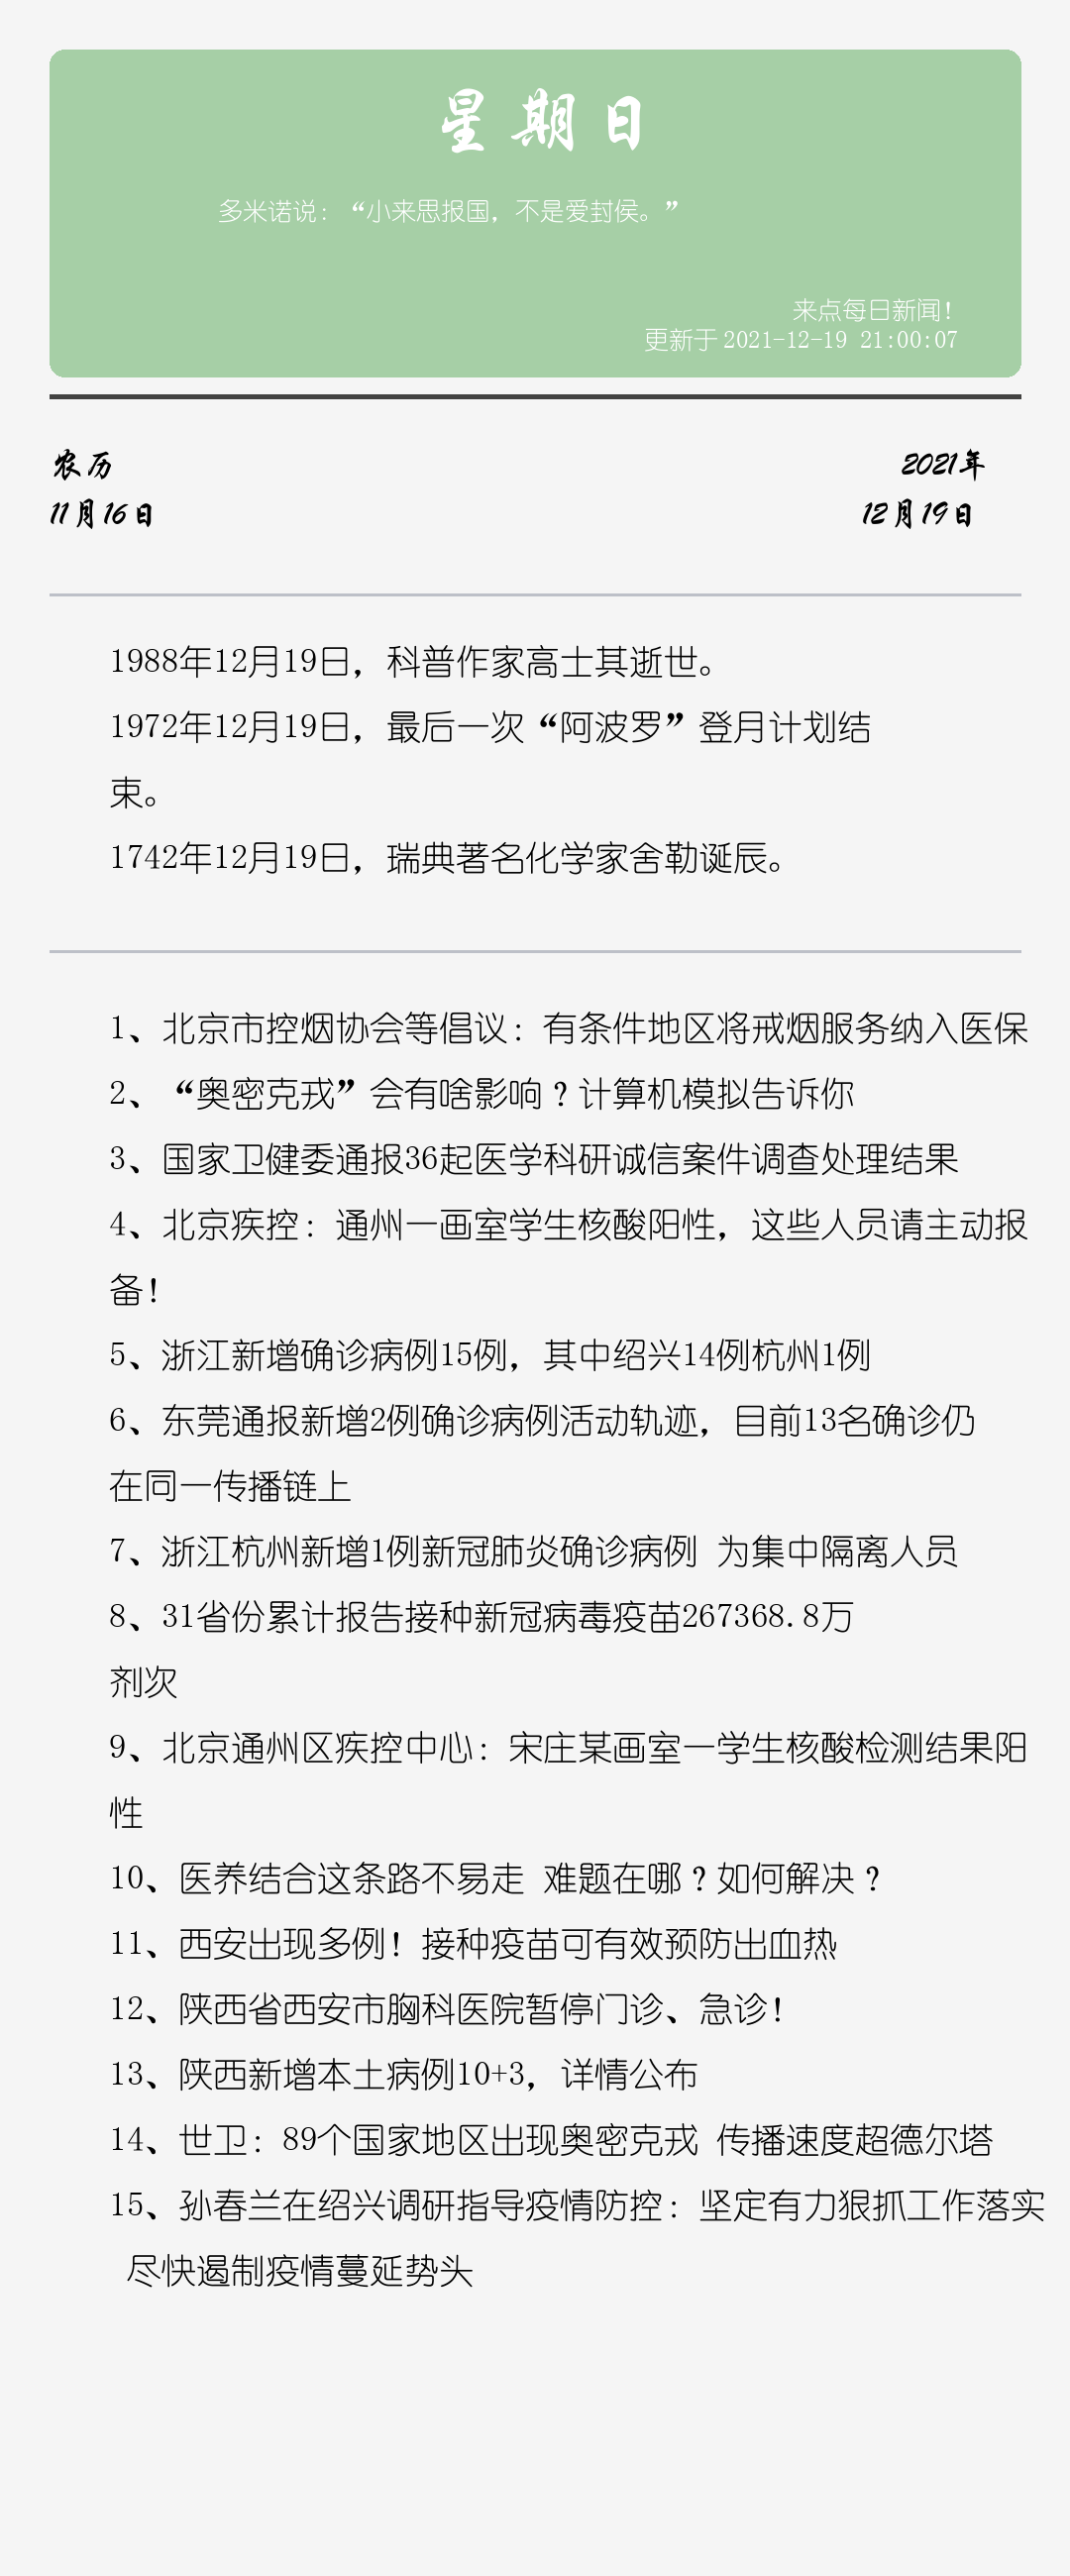 星期日
多米诺说：“小来思报国，不是爱封侯。”
来点每日新闻！
更新于 2021-12-19 21:00:07
农历
2021年
11月16日
12月19日
1988年12月19日，科普作家高士其逝世。
1972年12月19日，最后一次“阿波罗”登月计划结
束。
1742年12月19日，瑞典著名化学家舍勒诞辰。
1、北京市控烟协会等倡议：有条件地区将戒烟服务纳入医保
2、“奥密克戎”会有啥影响？计算机模拟告诉你
3、国家卫健委通报36起医学科研诚信案件调查处理结果
4、北京疾控：通州一画室学生核酸阳性，这些人员请主动报
备！
5、浙江新增确诊病例15例，其中绍兴14例杭州1例
6、东莞通报新增2例确诊病例活动轨迹，目前13名确诊仍
在同一传播链上
7、浙江杭州新增1例新冠肺炎确诊病例 为集中隔离人员
8、31省份累计报告接种新冠病毒疫苗267368.8万
剂次
9、北京通州区疾控中心：宋庄某画室一学生核酸检测结果阳
性
10、医养结合这条路不易走 难题在哪？如何解决？
11、西安出现多例！接种疫苗可有效预防出血热
12、陕西省西安市胸科医院暂停门诊、急诊！
13、陕西新增本土病例10+3，详情公布
14、世卫：89个国家地区出现奥密克戎 传播速度超德尔塔
15、孙春兰在绍兴调研指导疫情防控：坚定有力狠抓工作落实
尽快遏制疫情蔓延势头